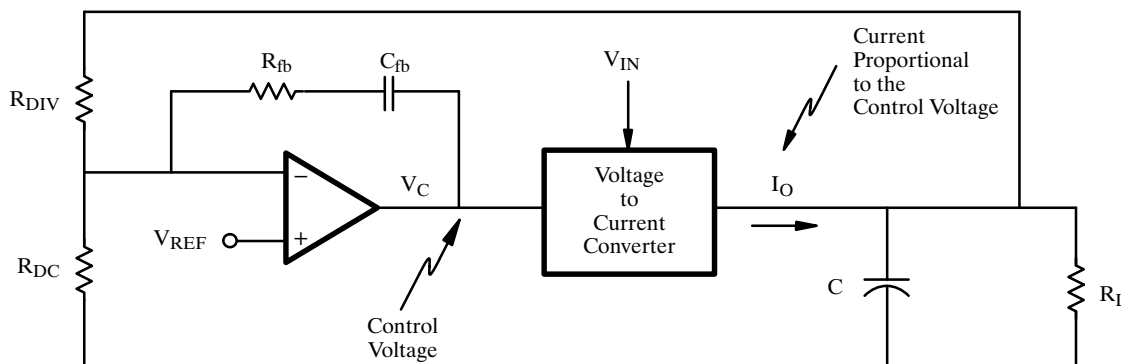 Current
Proportional
to the
Control Voltage
R_fb
C_fb
V_IN
R_DIV
Voltage
to
Current
Converter
V_C
I_O
−
+
V_REF
R_DC
C
R_L
Control
Voltage